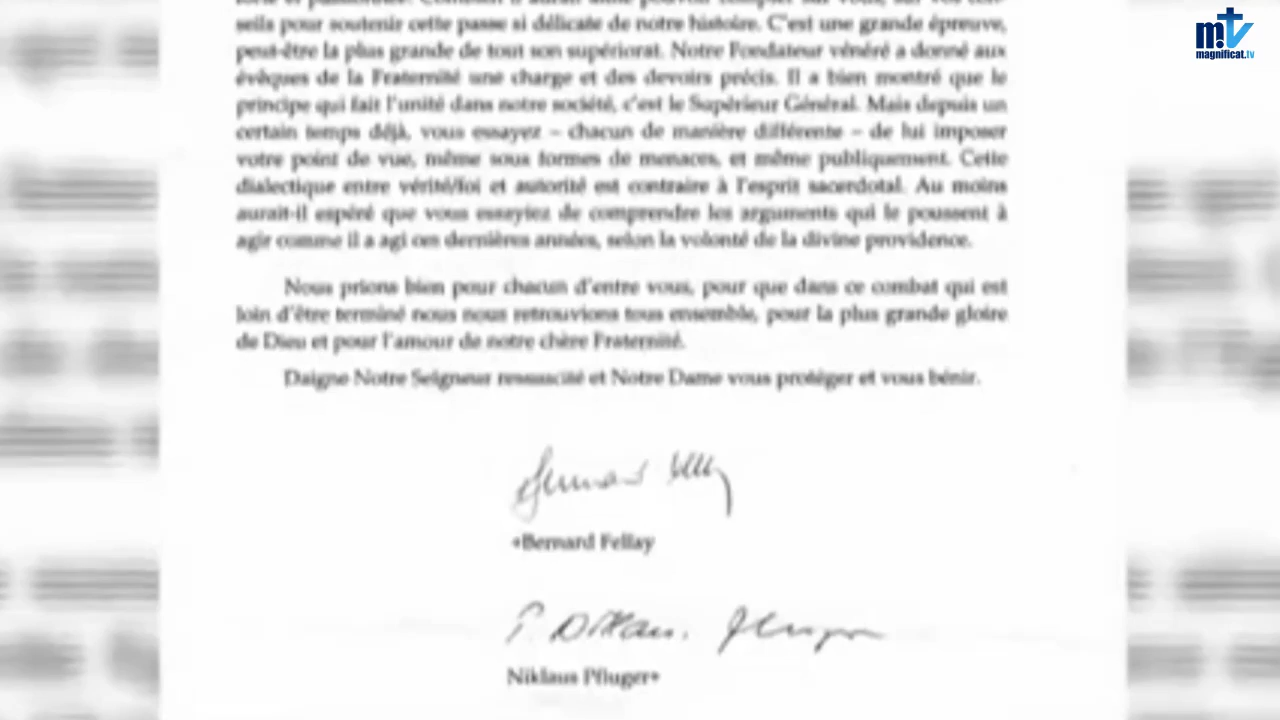 seils pour soutenir cette passe si délicate de notre histoire. C'est une grande épreuve,
peut-être la plus grande de tout son supériorat. Notre Fondateur vénéré a donné aux
évêques de la Fraternité une charge et des devoirs précis. Il a bien montré que le
principe qui fait l'unité dans notre société, c'est le Supérieur Général. Mais depuis un
certain temps déjà, vous essayez – chacun de manière différente – de lui imposer
votre point de vue, même sous formes de menaces, et même publiquement. Cette
dialectique entre vérité/foi et autorité est contraire à l'esprit sacerdotal. Au moins
aurait-il espéré que vous essayiez de comprendre les arguments qui le poussent à
agir comme il a agi ces dernières années, selon la volonté de la divine providence.
Nous prions bien pour chacun d'entre vous, pour que dans ce combat qui est
loin d'être terminé nous nous retrouvions tous ensemble, pour la plus grande gloire
de Dieu et pour l'amour de notre chère Fraternité.
Daigne Notre Seigneur ressuscité et Notre Dame vous protéger et vous bénir.
+Bernard Fellay
Niklaus Pfluger+
mtv
magnificat.tv